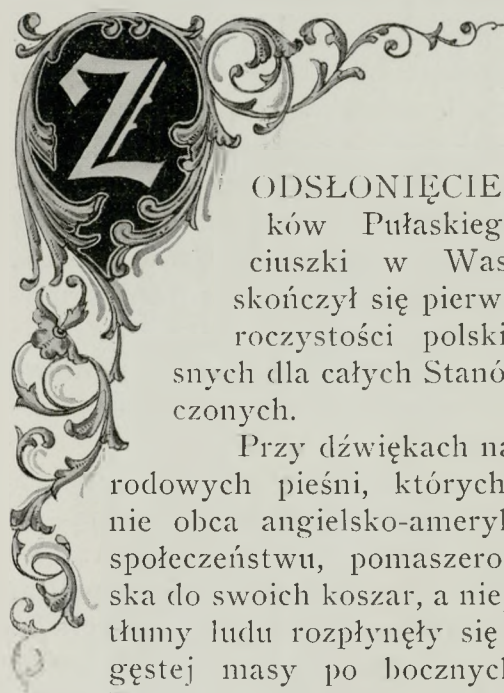 Z
ODSŁONIĘCIE
ków Pułaskieg
ciuszki w Was
skończył się pierw
roczystości polski
snych dla całych Stanó
czonych.
Przy dźwiękach na
rodowych pieśni, których
nie obca angielsko-ameryk
społeczeństwu, pomaszero
ska do swoich koszar, a nie
tłumy ludu rozpłynęły się
gęstej masy po bocznych